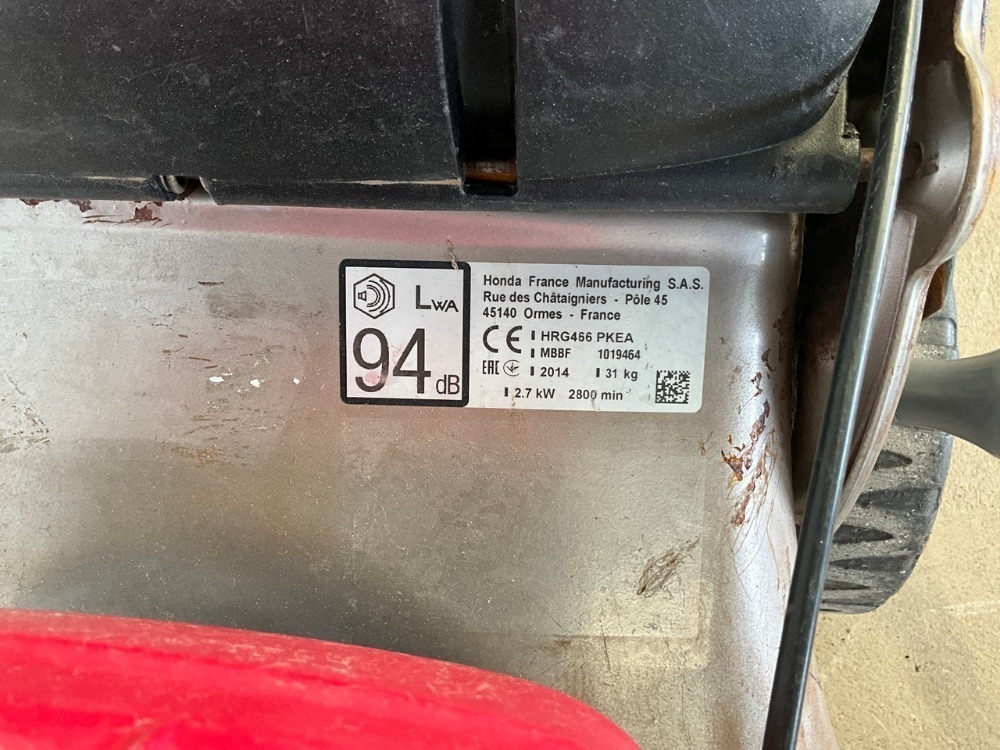 LWA
94 dB
Honda France Manufacturing S.A.S.
Rue des Châtaigniers - Pôle 45
45140 Ormes - France
CE HRG466 PKEA
MBBF 1019464
EAC 2014 31 kg
2.7 kW 2800 min